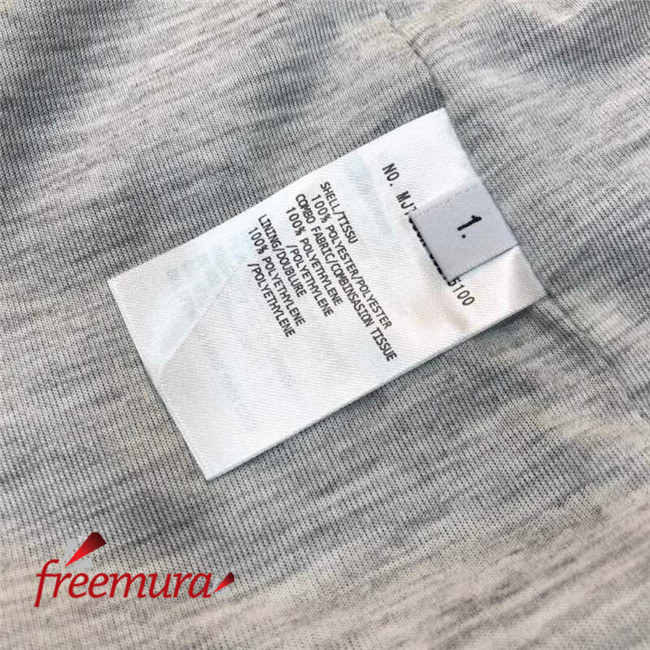 NO. MJ
5100
1.
SHELL/TISSU
100% POLYESTER/POLYESTER
COMBO FABRIC/COMBINSASION TISSUE
100% POLYETHYLENE
/POLYETHYLENE
LINING/DOUBLURE
100% POLYETHYLENE
/POLYETHYLENE
freemura